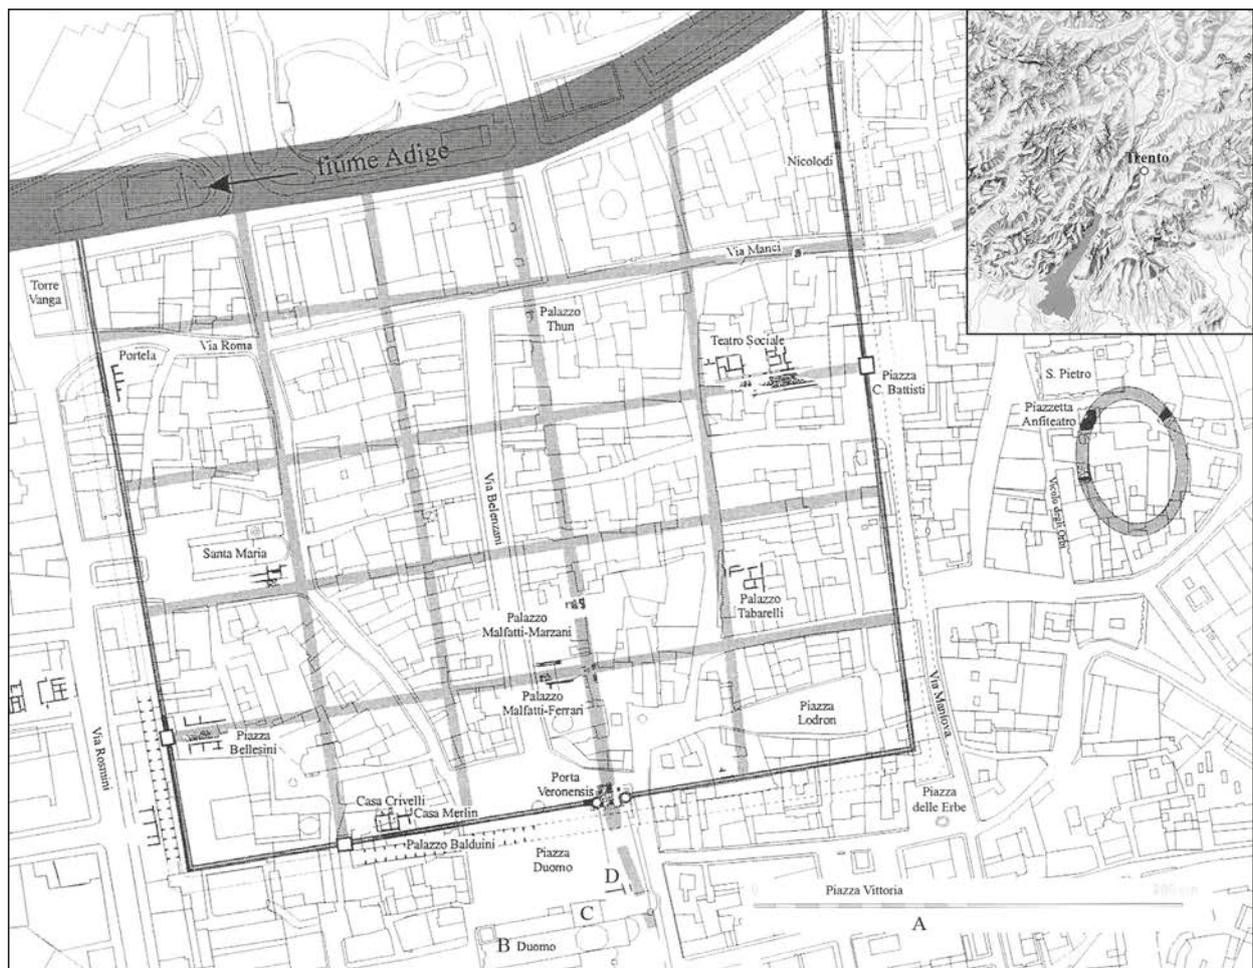 fiume Adige
Trento
Nicolodi
Via Manci
Torre
Vanga
Palazzo
Thun
Via Roma
Portela
Teatro Sociale
Piazza
C. Battisti
S. Pietro
Piazzetta
Anfiteatro
Via Belenzani
Vicolo degli Orbi
Santa Maria
Palazzo
Tabarelli
Palazzo
Malfatti-Marzani
Palazzo
Malfatti-Ferrari
Piazza
Lodron
Via Mantova
Via Rosmini
Piazza
Bellesini
Porta
Veronensis
Casa Crivelli
Casa Merlin
Palazzo Balduini
Piazza
delle Erbe
Piazza
Duomo
D
C
B Duomo
Piazza Vittoria
A